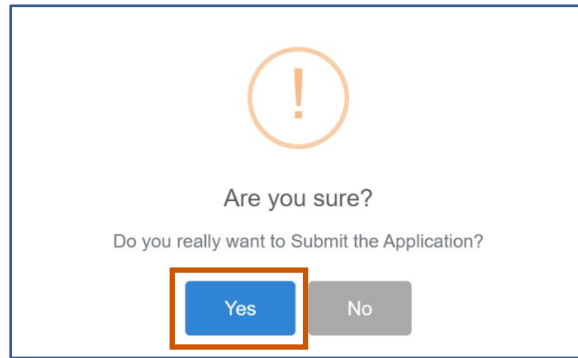 !
Are you sure?
Do you really want to Submit the Application?
Yes No